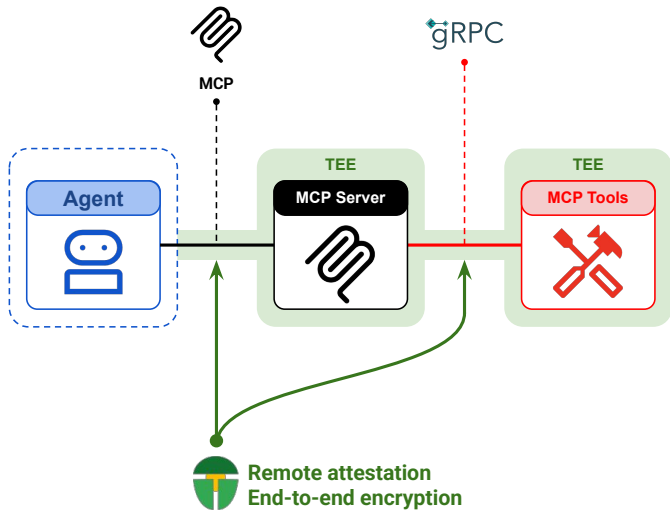 gRPC
MCP
TEE
TEE
Agent
MCP Server
MCP Tools
Remote attestation
End-to-end encryption